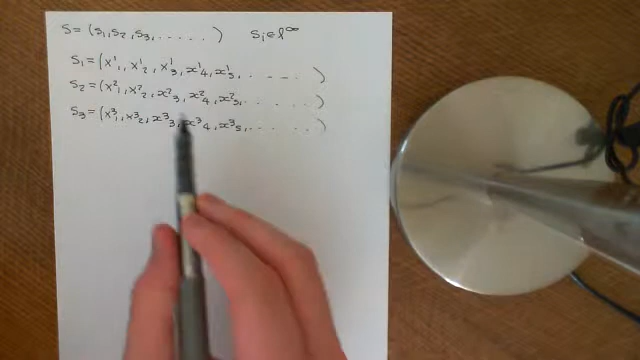 S = (s₁, s₂, s₃, . . . . . ) sᵢ ∈ l^∞
S₁ = (x¹₁, x¹₂, x¹₃, x¹₄, x¹₅, . . . . . )
S₂ = (x²₁, x²₂, x²₃, x²₄, x²₅, . . . . . )
S₃ = (x³₁, x³₂, x³₃, x³₄, x³₅, . . . . . )